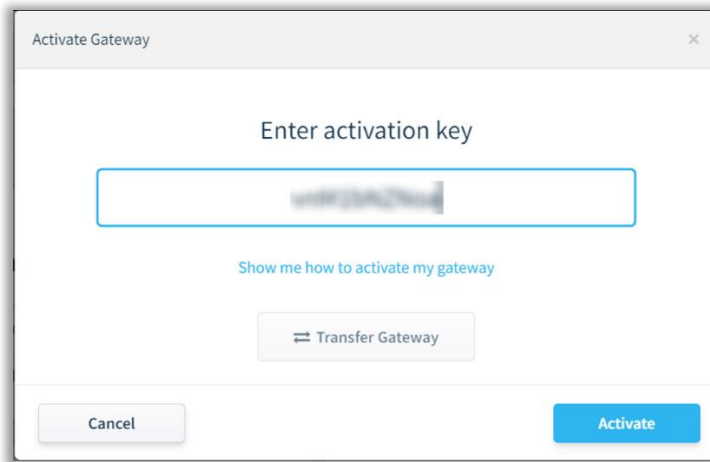 Activate Gateway ×
Enter activation key
Show me how to activate my gateway
Transfer Gateway
Cancel Activate